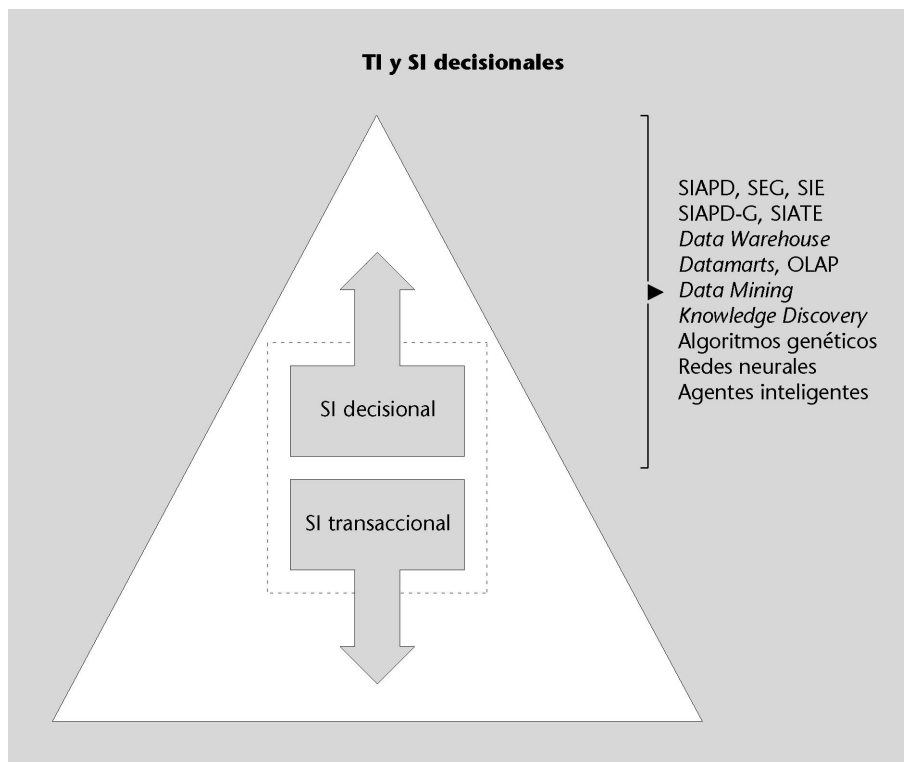 TI y SI decisionales
SIAPD, SEG, SIE
SIAPD-G, SIATE
Data Warehouse
Datamarts, OLAP
Data Mining
Knowledge Discovery
Algoritmos genéticos
Redes neurales
Agentes inteligentes
SI decisional
SI transaccional